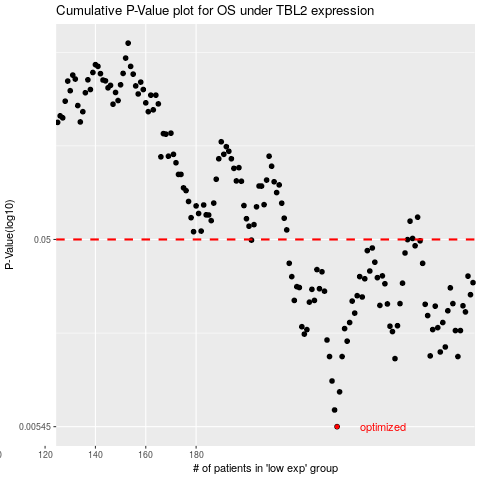 Cumulative P-Value plot for OS under TBL2 expression
P-Value(log10)
0.05
0.00545
optimized
0 120 140 160 180
# of patients in 'low exp' group